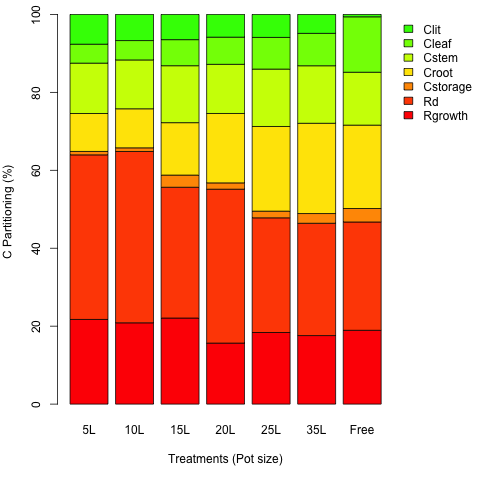 C Partitioning (%)
100
80
60
40
20
0
5L 10L 15L 20L 25L 35L Free
Treatments (Pot size)
Clit
Cleaf
Cstem
Croot
Cstorage
Rd
Rgrowth